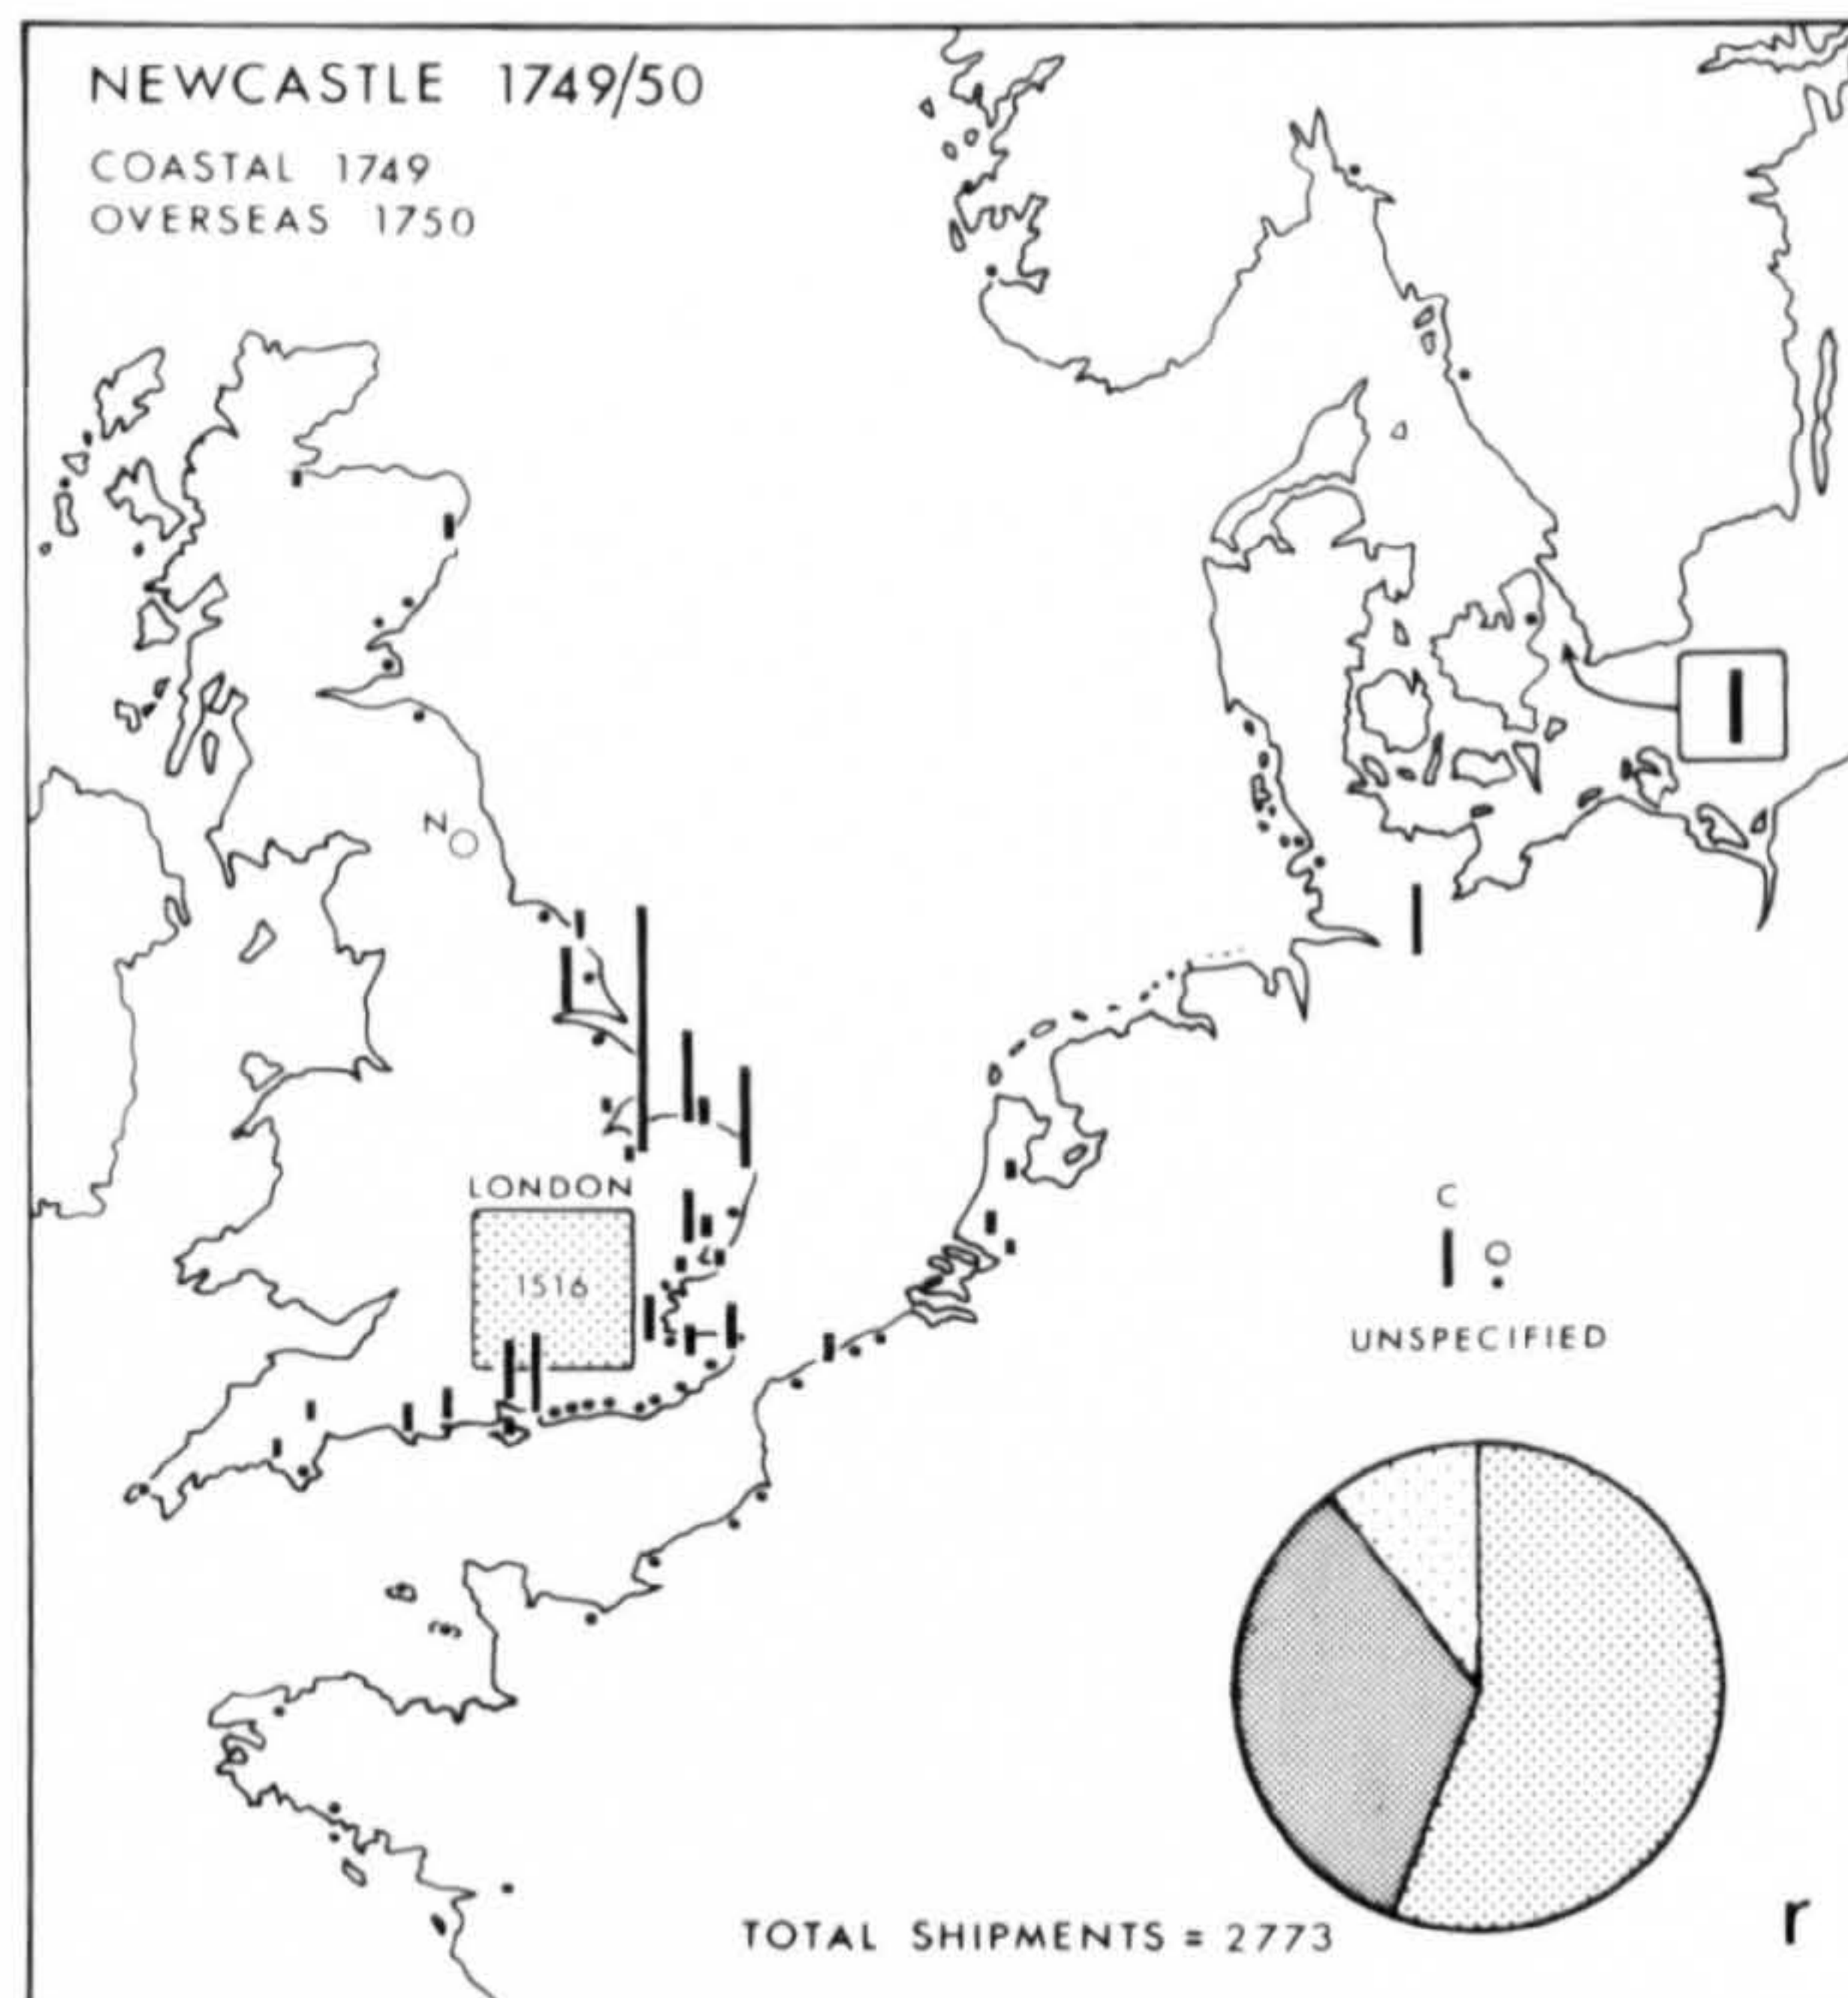 NEWCASTLE 1749/50
COASTAL 1749
OVERSEAS 1750
N
LONDON
1516
C O
UNSPECIFIED
TOTAL SHIPMENTS = 2773
r